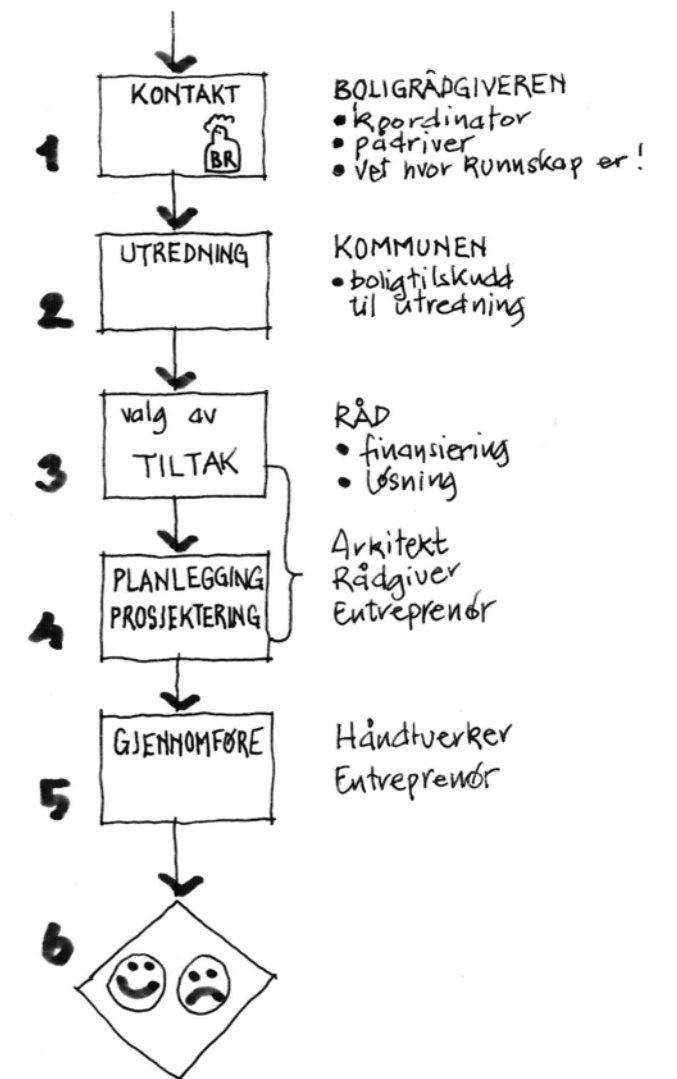 1
KONTAKT
BR
BOLIGRÅDGIVEREN
• koordinator
• pådriver
• vet hvor kunnskap er!
2
UTREDNING
KOMMUNEN
• boligtilskudd
til utredning
3
valg av
TILTAK
RÅD
• finansiering
• løsning
4
PLANLEGGING
PROSJEKTERING
Arkitekt
Rådgiver
Entreprenør
5
GJENNOMFØRE
Håndtverker
Entreprenør
6